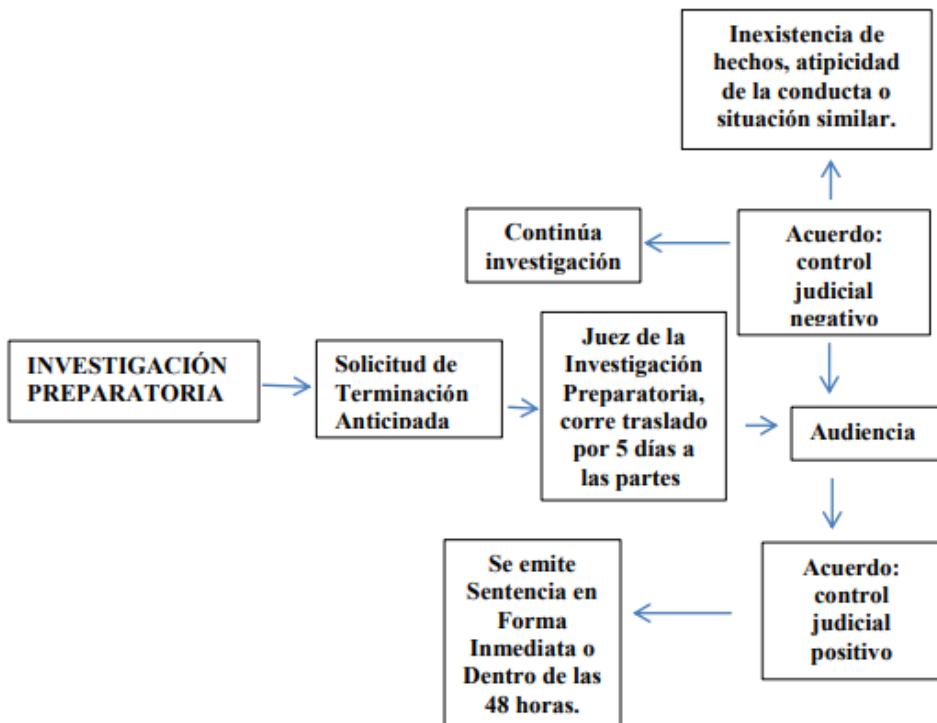 Inexistencia de
hechos, atipicidad
de la conducta o
situación similar.
Continúa
investigación
Acuerdo:
control
judicial
negativo
INVESTIGACIÓN
PREPARATORIA
Solicitud de
Terminación
Anticipada
Juez de la
Investigación
Preparatoria,
corre traslado
por 5 días a
las partes
Audiencia
Se emite
Sentencia en
Forma
Inmediata o
Dentro de las
48 horas.
Acuerdo:
control
judicial
positivo